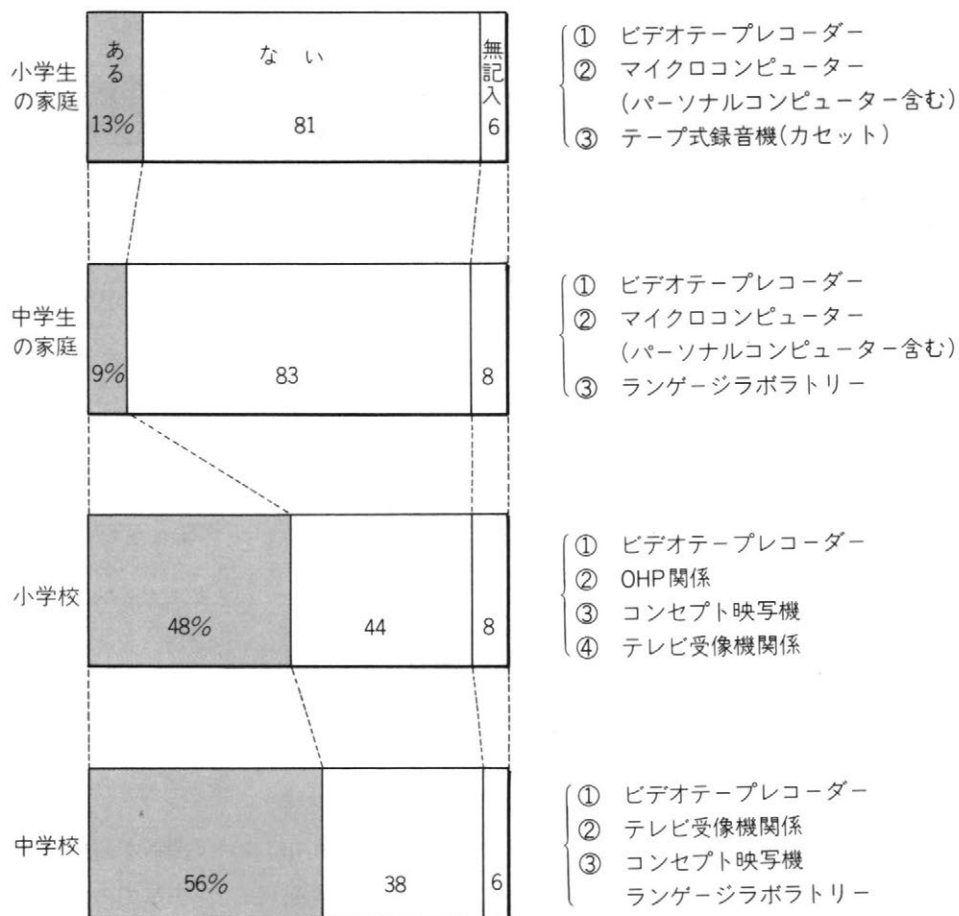 小学生
の家庭
ある
ない
無記入
13%
81
6
① ビデオテープレコーダー
② マイクロコンピューター
(パーソナルコンピューター含む)
③ テープ式録音機(カセット)
中学生
の家庭
9%
83
8
① ビデオテープレコーダー
② マイクロコンピューター
(パーソナルコンピューター含む)
③ ランゲージラボラトリー
小学校
48%
44
8
① ビデオテープレコーダー
② OHP関係
③ コンセプト映写機
④ テレビ受像機関係
中学校
56%
38
6
① ビデオテープレコーダー
② テレビ受像機関係
③ コンセプト映写機
ランゲージラボラトリー